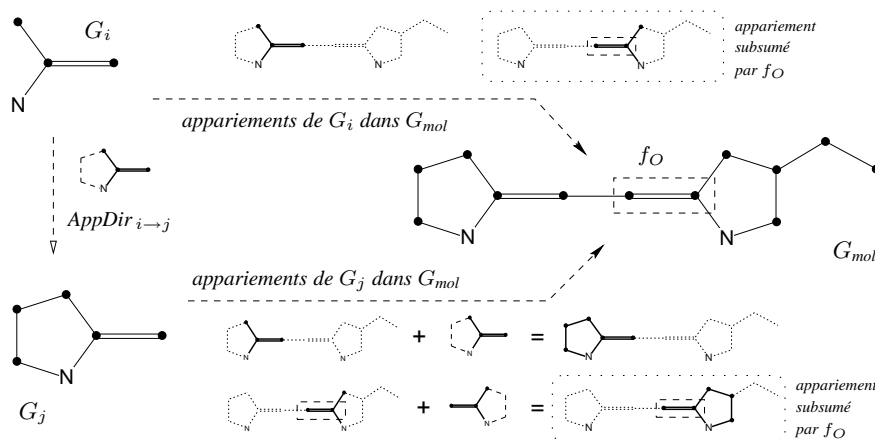 G_i
N
N
N
N
N
appariement
subsumé
par f_O
appariements de G_i dans G_mol
f_O
N
AppDir i→j
N
N
G_mol
appariements de G_j dans G_mol
N
G_j
N
N
+
N
=
N
N
N
N
+
N
=
N
N
appariement
subsumé
par f_O